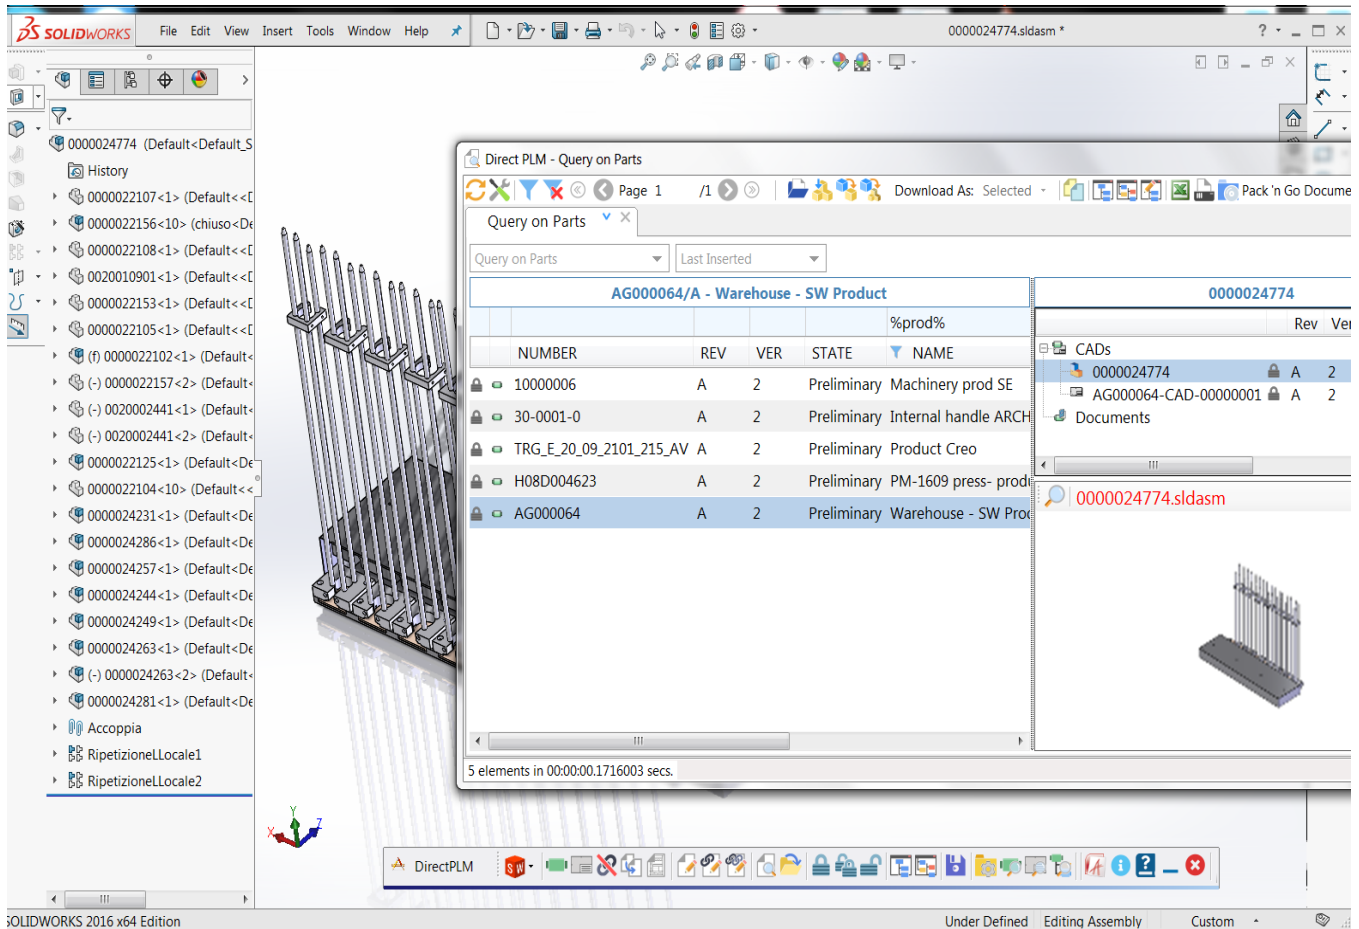 SOLIDWORKS File Edit View Insert Tools Window Help 0000024774.sldasm * ?
0000024774 (Default<Default_S
History
0000022107<1> (Default<<D
0000022156<10> (chiuso<De
0000022108<1> (Default<<D
0020010901<1> (Default<<D
0000022153<1> (Default<<D
0000022105<1> (Default<<D
(f) 0000022102<1> (Default<
(-) 0000022157<2> (Default<
(-) 0020002441<1> (Default<
(-) 0020002441<2> (Default<
0000022125<1> (Default<De
0000022104<10> (Default<<
0000024231<1> (Default<De
0000024286<1> (Default<De
0000024257<1> (Default<De
0000024244<1> (Default<De
0000024249<1> (Default<De
0000024263<1> (Default<De
(-) 0000024263<2> (Default<
0000024281<1> (Default<De
Accoppia
RipetizioneLLocale1
RipetizioneLLocale2
Direct PLM - Query on Parts
Page 1 /1 Download As: Selected Pack 'n Go Docume
Query on Parts
Query on Parts Last Inserted
AG000064/A - Warehouse - SW Product
%prod%
NUMBER REV VER STATE NAME
10000006 A 2 Preliminary Machinery prod SE
30-0001-0 A 2 Preliminary Internal handle ARCH
TRG_E_20_09_2101_215_AV A 2 Preliminary Product Creo
H08D004623 A 2 Preliminary PM-1609 press- produ
AG000064 A 2 Preliminary Warehouse - SW Prod
5 elements in 00:00:00.1716003 secs.
0000024774
Rev Ver
CADs
0000024774 A 2
AG000064-CAD-00000001 A 2
Documents
0000024774.sldasm
Y
X
Z
DirectPLM
SOLIDWORKS 2016 x64 Edition Under Defined Editing Assembly Custom